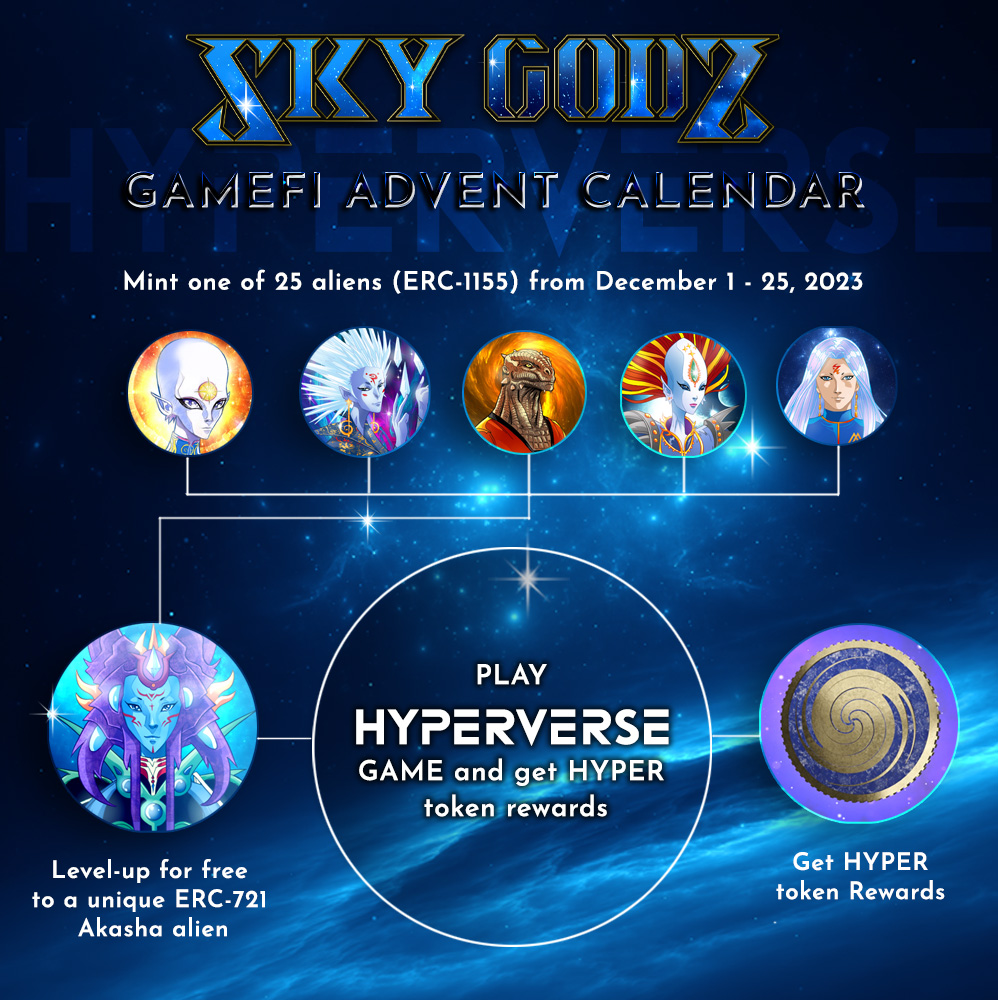 SKY GODZ
HYPERVERSE
GAMEFI ADVENT CALENDAR
Mint one of 25 aliens (ERC-1155) from December 1 - 25, 2023
PLAY
HYPERVERSE
GAME and get HYPER
token rewards
Level-up for free
to a unique ERC-721
Akasha alien
Get HYPER
token Rewards